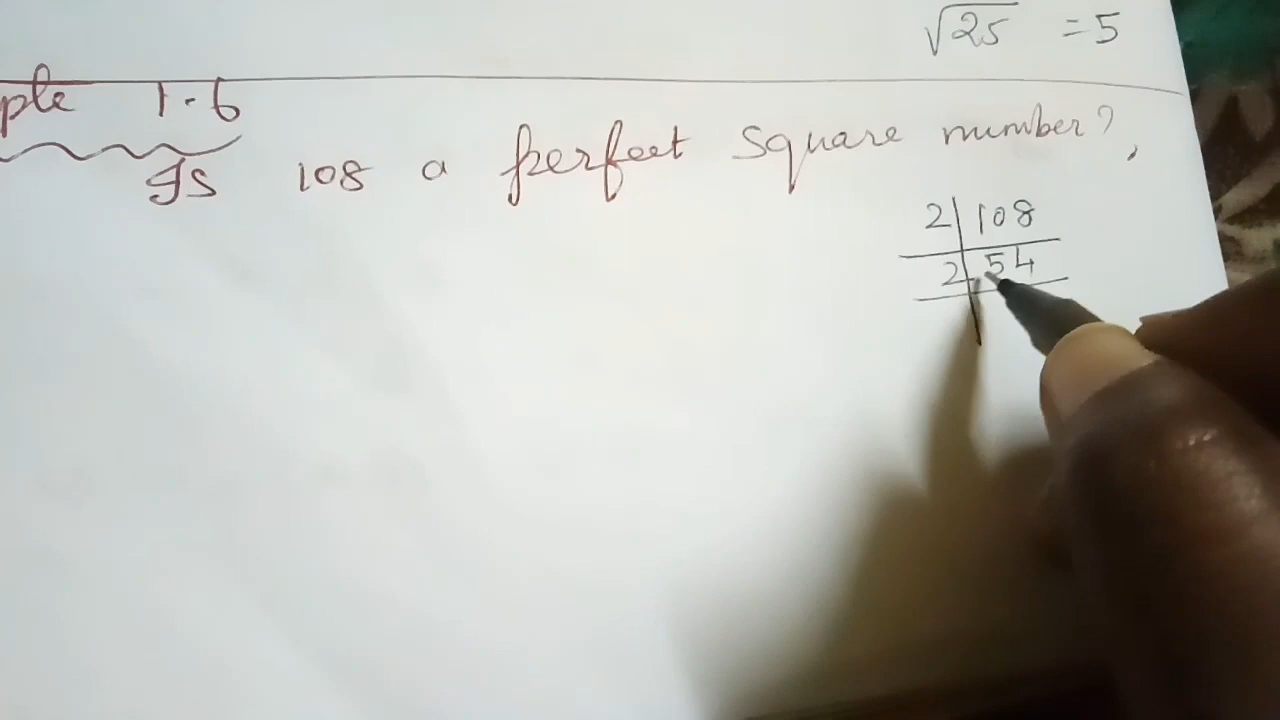 √25 = 5
ple 1.6
Is 108 a perfect square number?,
2 108
2 54